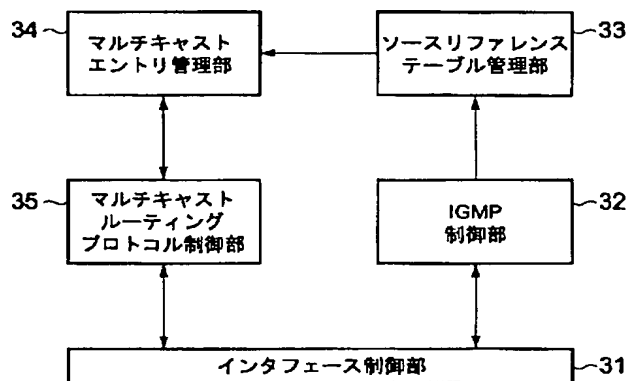 34
マルチキャスト
エントリ管理部
ソースリファレンス
テーブル管理部
33
35
マルチキャスト
ルーティング
プロトコル制御部
IGMP
制御部
32
インタフェース制御部
31